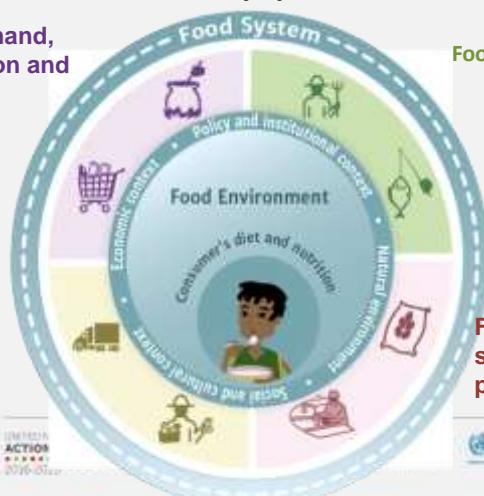 Food System
and,
on and
Foo
Policy and institutional context
Economic context
Natural environment
Social and cultural context
Food Environment
Consumer's diet and nutrition
F
s
p
ACTION